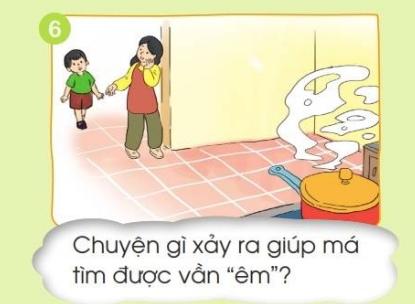 6
Chuyện gì xảy ra giúp má
tìm được vần “êm”?